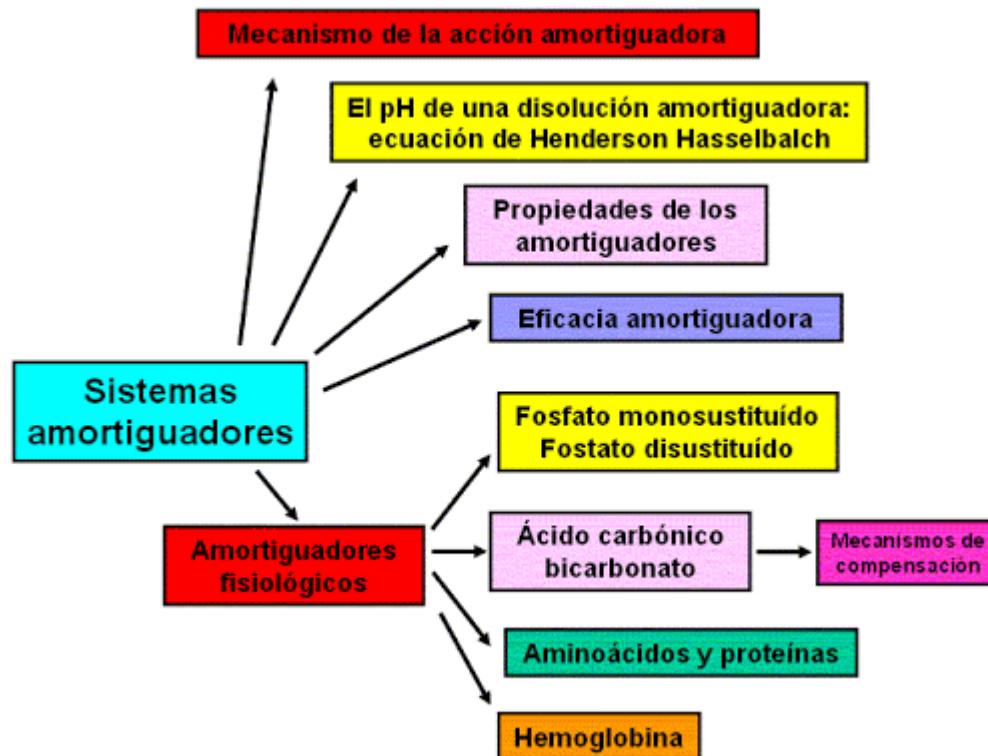 Mecanismo de la acción amortiguadora
El pH de una disolución amortiguadora:
ecuación de Henderson Hasselbalch
Propiedades de los
amortiguadores
Eficacia amortiguadora
Sistemas
amortiguadores
Fosfato monosustituído
Fostato disustituído
Amortiguadores
fisiológicos
Ácido carbónico
bicarbonato
Mecanismos de
compensación
Aminoácidos y proteínas
Hemoglobina